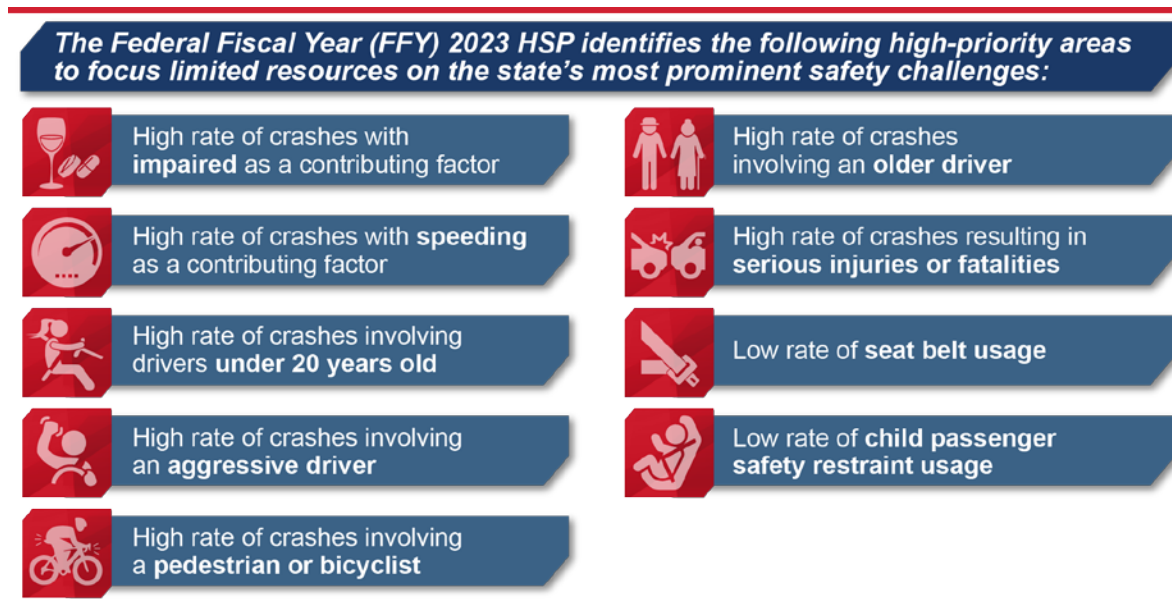 The Federal Fiscal Year (FFY) 2023 HSP identifies the following high-priority areas
to focus limited resources on the state's most prominent safety challenges:
High rate of crashes with
impaired as a contributing factor
High rate of crashes with speeding
as a contributing factor
High rate of crashes involving
drivers under 20 years old
High rate of crashes involving
an aggressive driver
High rate of crashes involving
a pedestrian or bicyclist
High rate of crashes
involving an older driver
High rate of crashes resulting in
serious injuries or fatalities
Low rate of seat belt usage
Low rate of child passenger
safety restraint usage